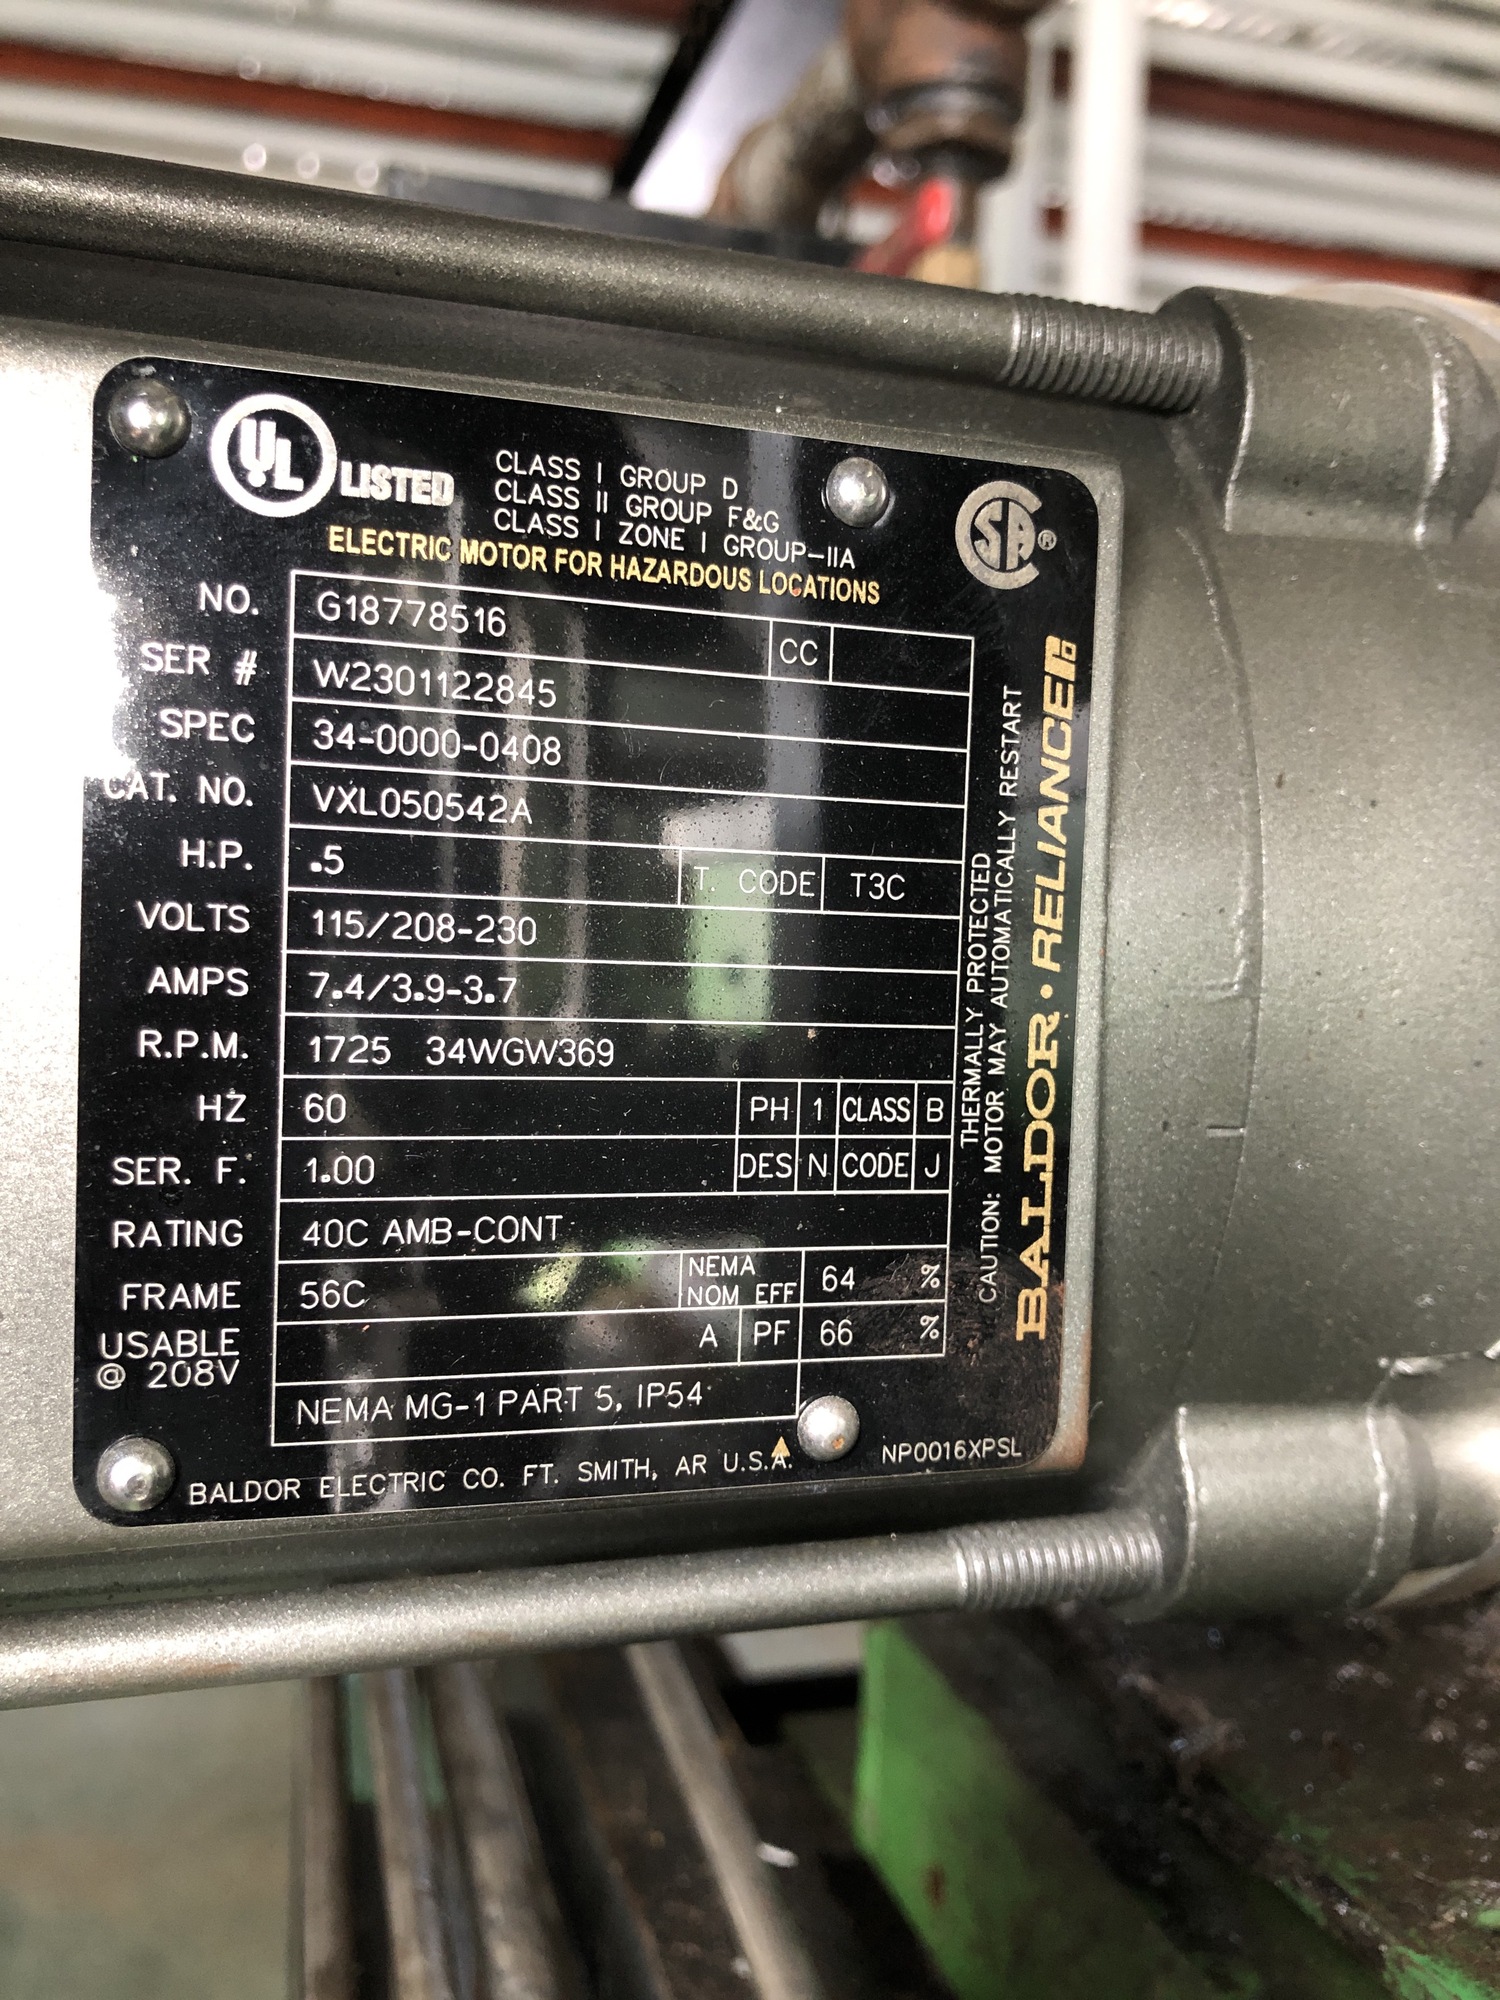 UL LISTED
CLASS I GROUP D
CLASS II GROUP F&G
CLASS I ZONE I GROUP-IIA
SA ®
ELECTRIC MOTOR FOR HAZARDOUS LOCATIONS
NO. G18778516 CC
SER # W2301122845
SPEC 34-0000-0408
CAT. NO. VXL050542A
H.P. .5 T. CODE T3C
VOLTS 115/208-230
AMPS 7.4/3.9-3.7
R.P.M. 1725 34WGW369
HZ 60 PH 1 CLASS B
SER. F. 1.00 DES N CODE J
RATING 40C AMB-CONT
FRAME 56C NEMA NOM EFF 64 %
USABLE @ 208V A PF 66 %
NEMA MG-1 PART 5, IP54
BALDOR ELECTRIC CO. FT. SMITH, AR U.S.A.
NP0016XPSL
THERMALLY PROTECTED
CAUTION: MOTOR MAY AUTOMATICALLY RESTART
BALDOR • RELIANCE